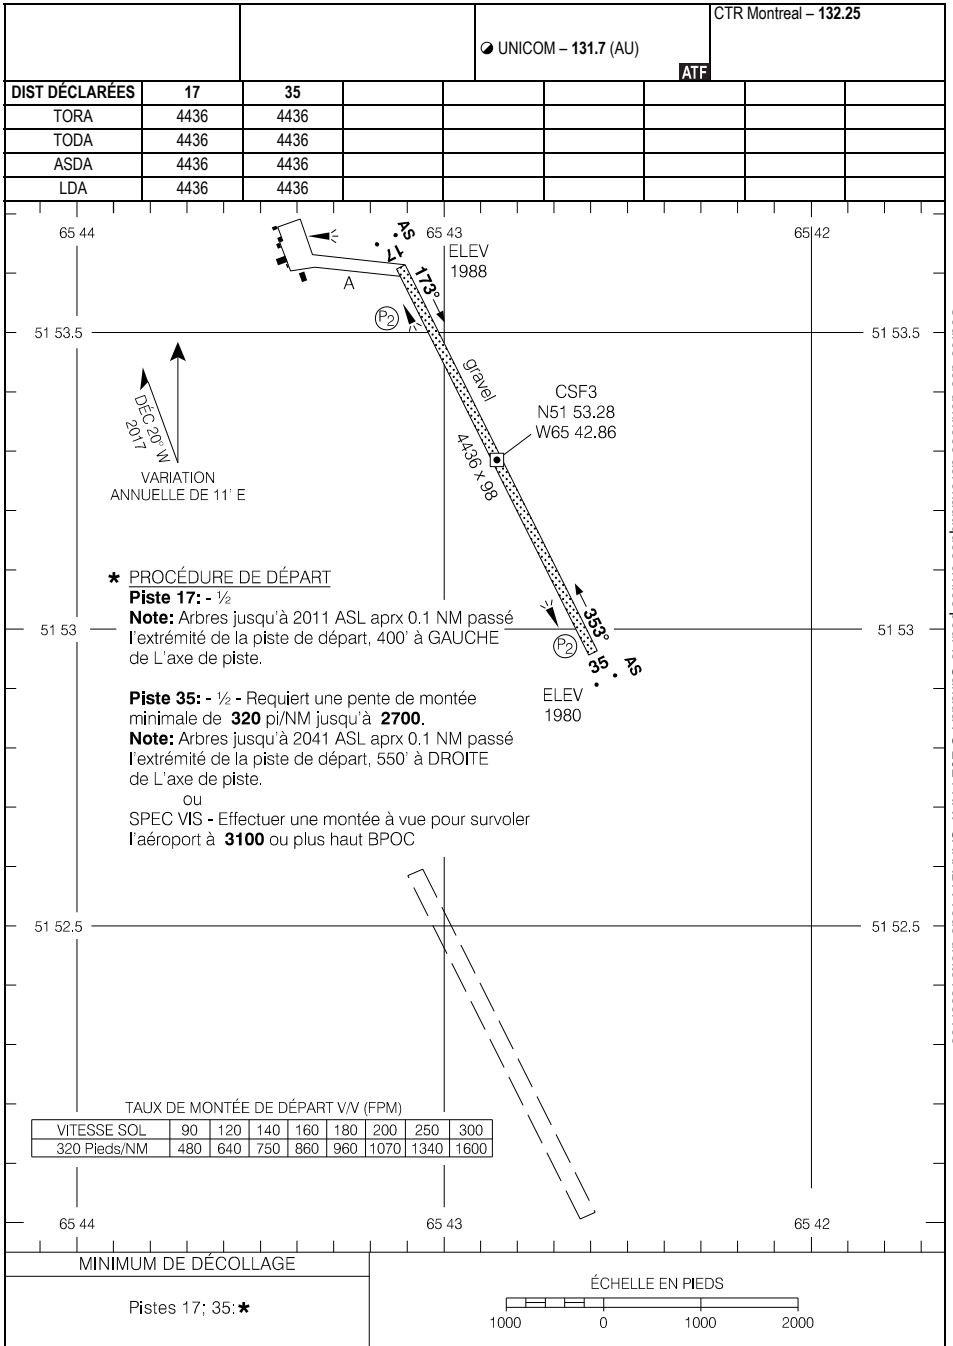 CTR Montreal – 132.25
UNICOM – 131.7 (AU)
ATF
DIST DÉCLARÉES 17 35
TORA 4436 4436
TODA 4436 4436
ASDA 4436 4436
LDA 4436 4436
65 44 65 43 65 42
AS
17
ELEV
1988
173°
A
P2
51 53.5 51 53.5
gravel
CSF3
N51 53.28
W65 42.86
4436 x 98
DÉC 20° W
2017
VARIATION
ANNUELLE DE 11' E
* PROCÉDURE DE DÉPART
Piste 17: - ½
Note: Arbres jusqu'à 2011 ASL aprx 0.1 NM passé
l'extrémité de la piste de départ, 400' à GAUCHE
de L'axe de piste.
51 53 51 53
353°
P2
35
AS
ELEV
1980
Piste 35: - ½ - Requiert une pente de montée
minimale de 320 pi/NM jusqu'à 2700.
Note: Arbres jusqu'à 2041 ASL aprx 0.1 NM passé
l'extrémité de la piste de départ, 550' à DROITE
de L'axe de piste.
ou
SPEC VIS - Effectuer une montée à vue pour survoler
l'aéroport à 3100 ou plus haut BPOC
51 52.5 51 52.5
TAUX DE MONTÉE DE DÉPART V/V (FPM)
VITESSE SOL 90 120 140 160 180 200 250 300
320 Pieds/NM 480 640 750 860 960 1070 1340 1600
65 44 65 43 65 42
MINIMUM DE DÉCOLLAGE
Pistes 17; 35: *
ÉCHELLE EN PIEDS
1000 0 1000 2000